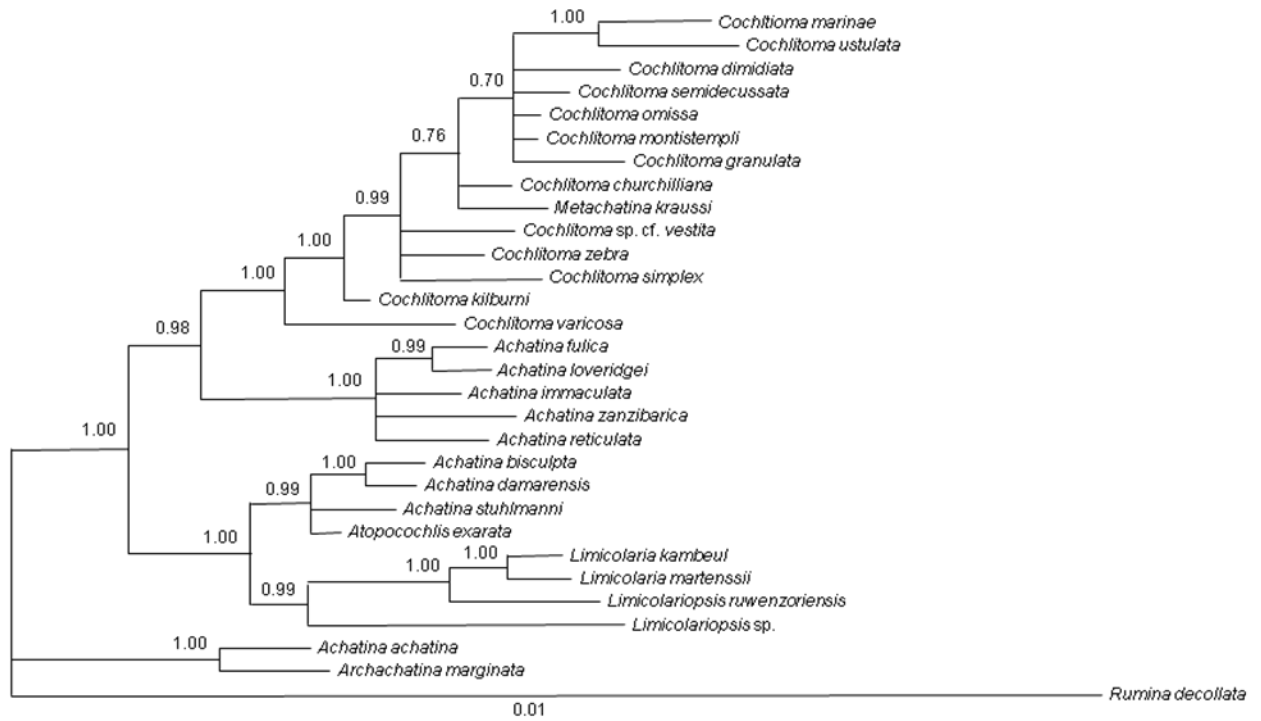 1.00
Cochltioma marinae
Cochlitoma ustulata
Cochlitoma dimidiata
0.70
Cochlitoma semidecussata
Cochlitoma omissa
0.76
Cochlitoma montistempli
Cochlitoma granulata
Cochlitoma churchilliana
0.99
Metachatina kraussi
Cochlitoma sp. cf. vestita
1.00
Cochlitoma zebra
1.00
Cochlitoma simplex
Cochlitoma kilburni
0.98
Cochlitoma varicosa
0.99
Achatina fulica
Achatina loveridgei
1.00
Achatina immaculata
Achatina zanzibarica
1.00
Achatina reticulata
1.00
Achatina bisculpta
Achatina damarensis
0.99
Achatina stuhlmanni
Atopocochlis exarata
1.00
1.00
Limicolaria kambeul
1.00
Limicolaria martenssii
0.99
Limicolariopsis ruwenzoriensis
Limicolariopsis sp.
1.00
Achatina achatina
Archachatina marginata
Rumina decollata
0.01